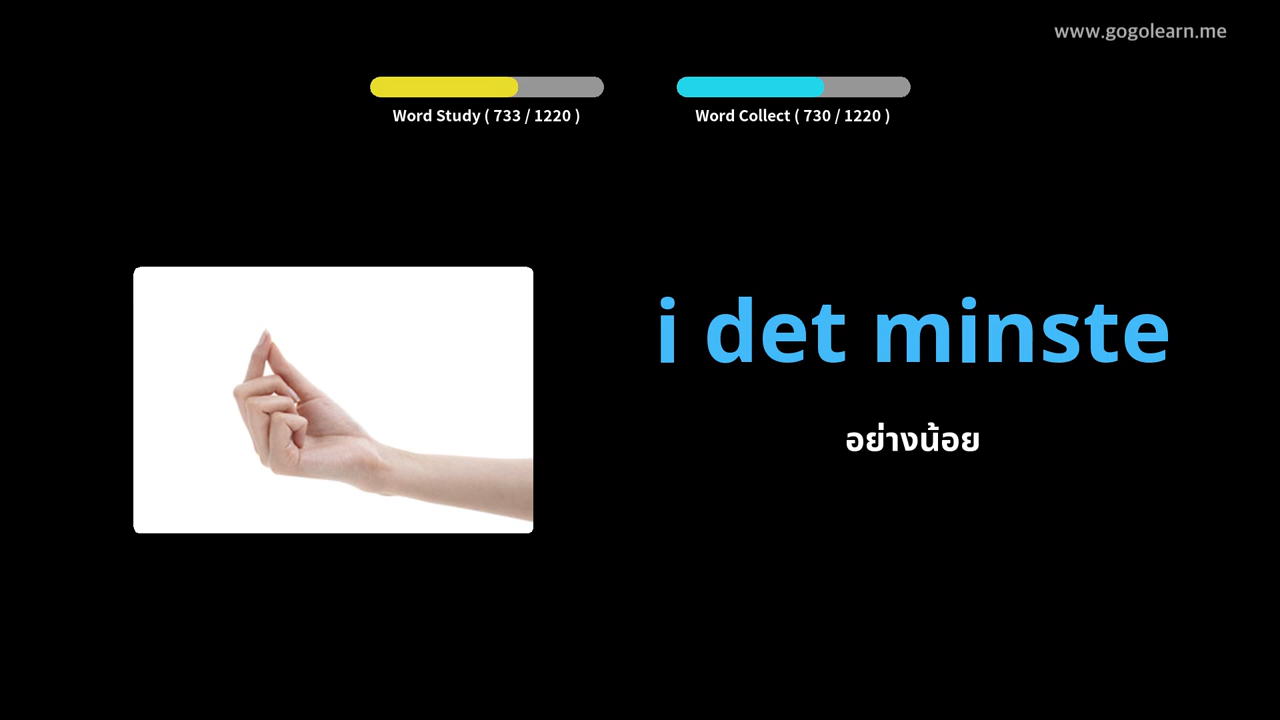 www.gogolearn.me
Word Study ( 733 / 1220 )
Word Collect ( 730 / 1220 )
i det minste
อย่างน้อย